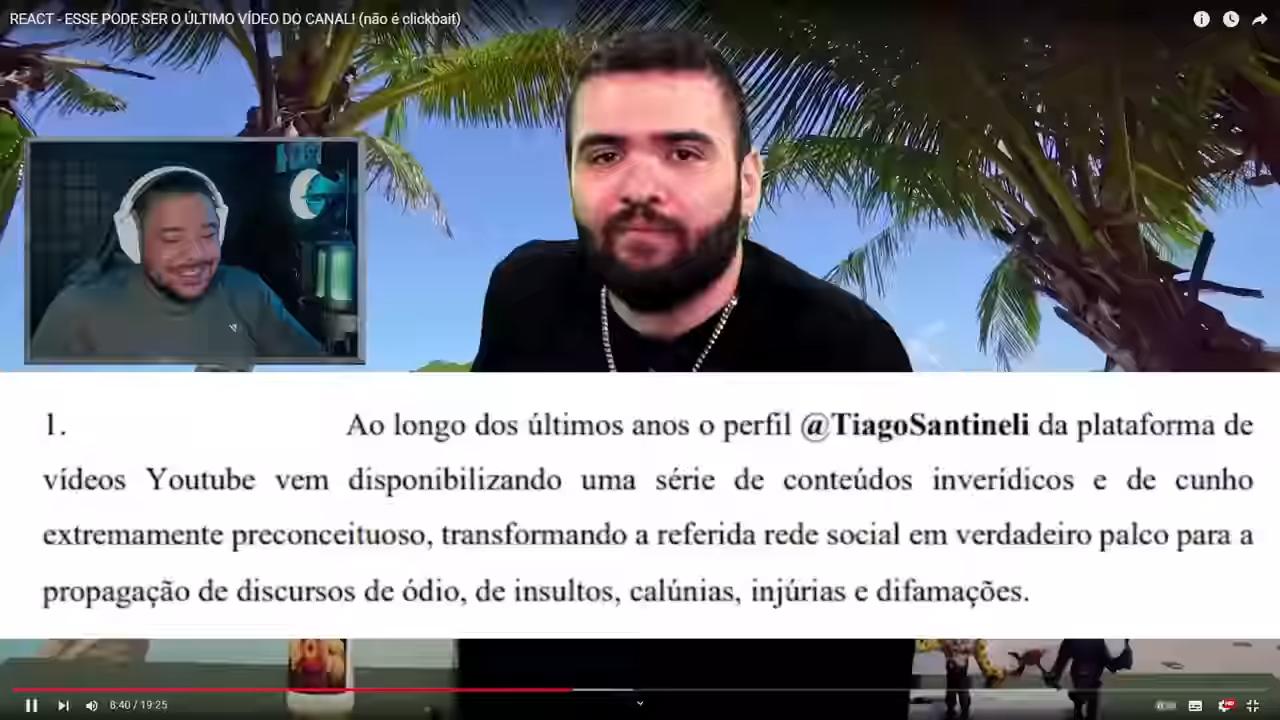 REACT - ESSE PODE SER O ÚLTIMO VÍDEO DO CANAL! (não é clickbait)
1. Ao longo dos últimos anos o perfil @TiagoSantineli da plataforma de
vídeos Youtube vem disponibilizando uma série de conteúdos inverídicos e de cunho
extremamente preconceituoso, transformando a referida rede social em verdadeiro palco para a
propagação de discursos de ódio, de insultos, calúnias, injúrias e difamações.
8:40 / 19:25
HD